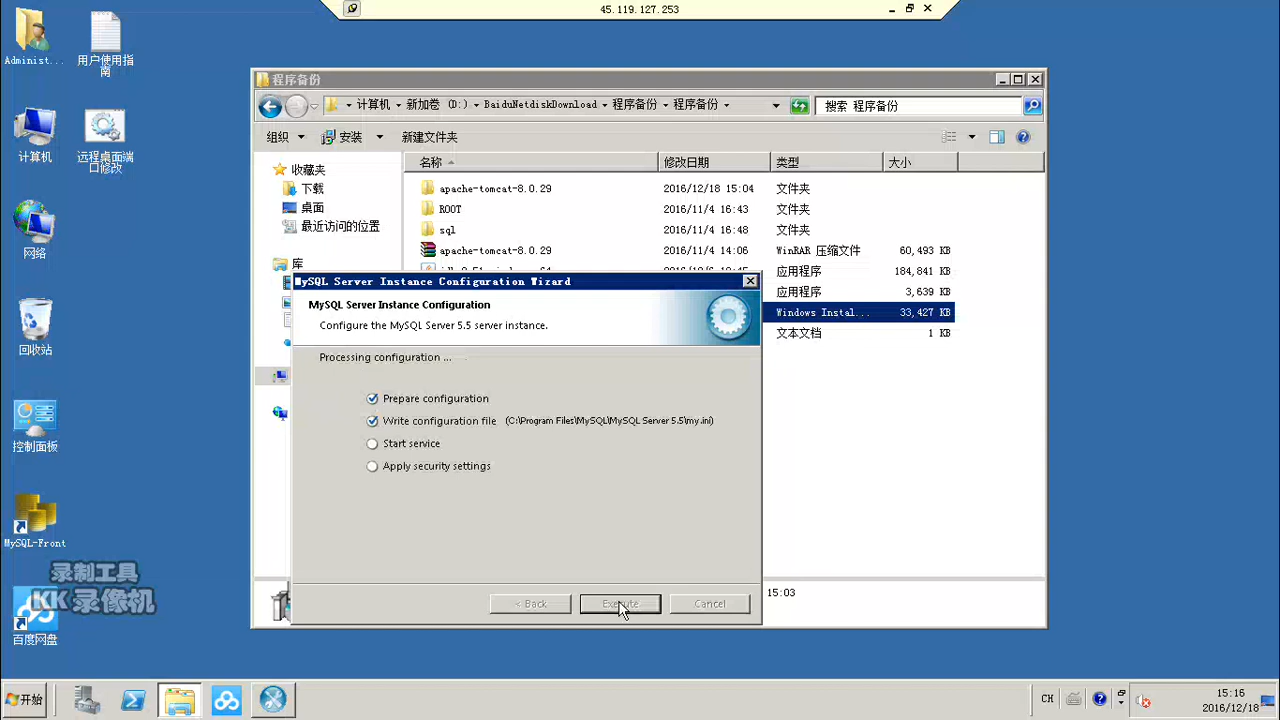 45.119.127.253
Administ...
用户使用指
南
计算机
远程桌面端
口修改
网络
回收站
控制面板
MySQL-Front
录制工具
KK录像机
百度网盘
程序备份
计算机 新加卷 (D:) BaiduNetdiskDownload 程序备份 程序备份
搜索 程序备份
组织 安装 新建文件夹
名称 修改日期 类型 大小
收藏夹
下载
桌面
最近访问的位置
库
apache-tomcat-8.0.29 2016/12/18 15:04 文件夹
ROOT 2016/11/4 16:43 文件夹
sql 2016/11/4 16:48 文件夹
apache-tomcat-8.0.29 2016/11/4 14:06 WinRAR 压缩文件 60,493 KB
应用程序 184,841 KB
应用程序 3,639 KB
Windows Instal... 33,427 KB
文本文档 1 KB
MySQL Server Instance Configuration Wizard
MySQL Server Instance Configuration
Configure the MySQL Server 5.5 server instance.
Processing configuration ...
Prepare configuration
Write configuration file (C:\Program Files\MySQL\MySQL Server 5.5\my.ini)
Start service
Apply security settings
< Back Execute Cancel
15:03
开始
CH
15:16
2016/12/18